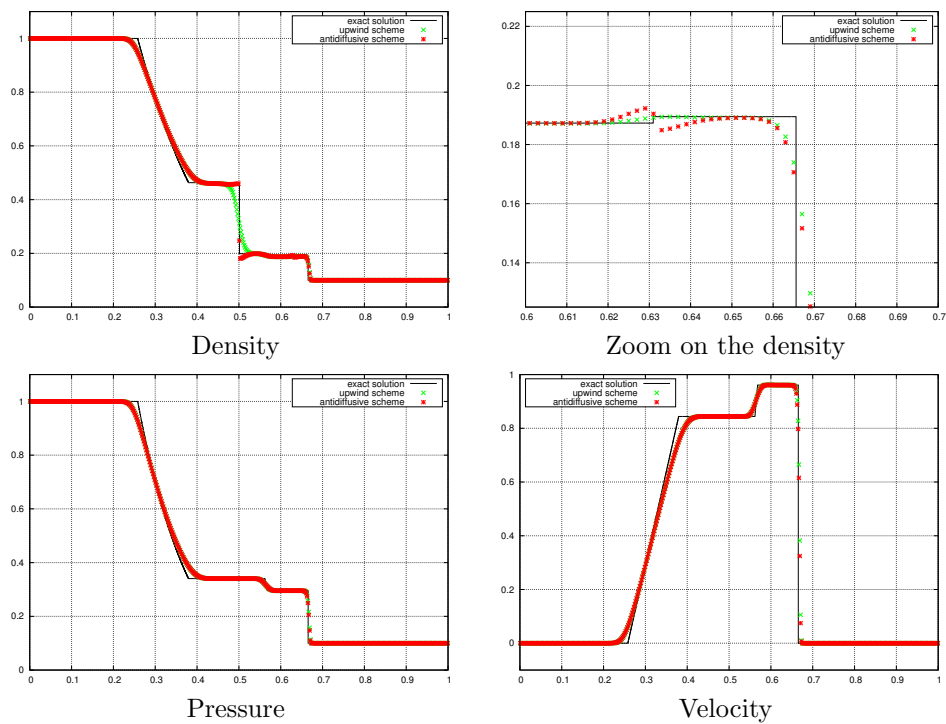 exact solution
upwind scheme
antidiffusive scheme
1
0.8
0.6
0.4
0.2
0
0 0.1 0.2 0.3 0.4 0.5 0.6 0.7 0.8 0.9 1
Density
exact solution
upwind scheme
antidiffusive scheme
0.22
0.2
0.18
0.16
0.14
0.6 0.61 0.62 0.63 0.64 0.65 0.66 0.67 0.68 0.69 0.7
Zoom on the density
exact solution
upwind scheme
antidiffusive scheme
1
0.8
0.6
0.4
0.2
0
0 0.1 0.2 0.3 0.4 0.5 0.6 0.7 0.8 0.9 1
Pressure
exact solution
upwind scheme
antidiffusive scheme
1
0.8
0.6
0.4
0.2
0
0 0.1 0.2 0.3 0.4 0.5 0.6 0.7 0.8 0.9 1
Velocity